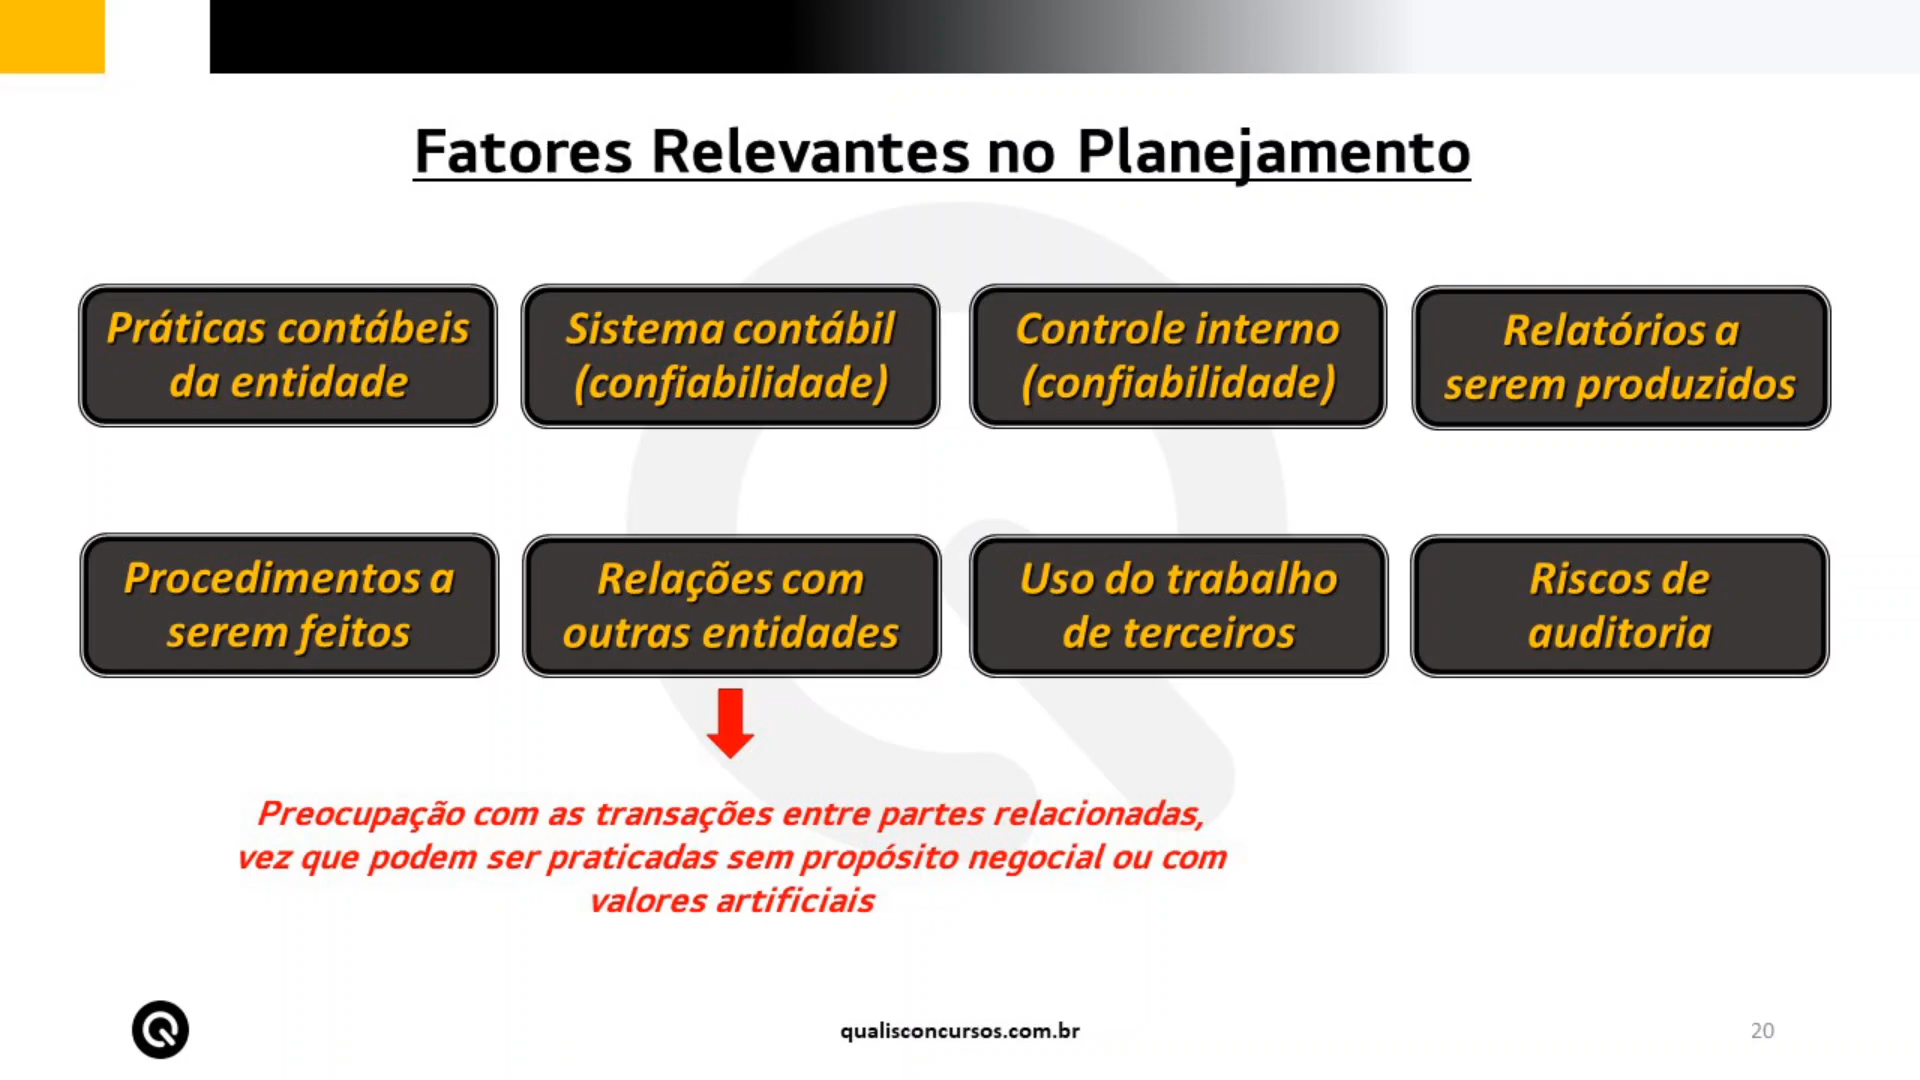 Fatores Relevantes no Planejamento
Práticas contábeis
da entidade
Sistema contábil
(confiabilidade)
Controle interno
(confiabilidade)
Relatórios a
serem produzidos
Procedimentos a
serem feitos
Relações com
outras entidades
Uso do trabalho
de terceiros
Riscos de
auditoria
Preocupação com as transações entre partes relacionadas,
vez que podem ser praticadas sem propósito negocial ou com
valores artificiais
qualisconcursos.com.br
20